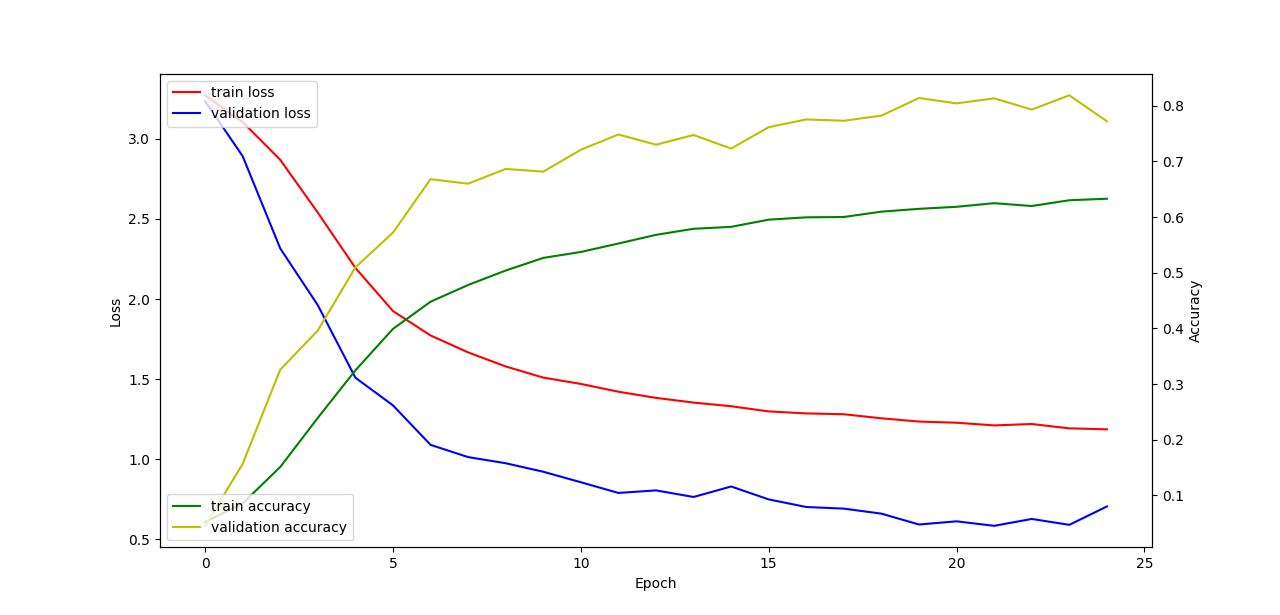 train loss
validation loss
3.0
2.5
2.0
1.5
1.0
0.5
Loss
0.8
0.7
0.6
0.5
0.4
0.3
0.2
0.1
Accuracy
train accuracy
validation accuracy
0 5 10 15 20 25
Epoch